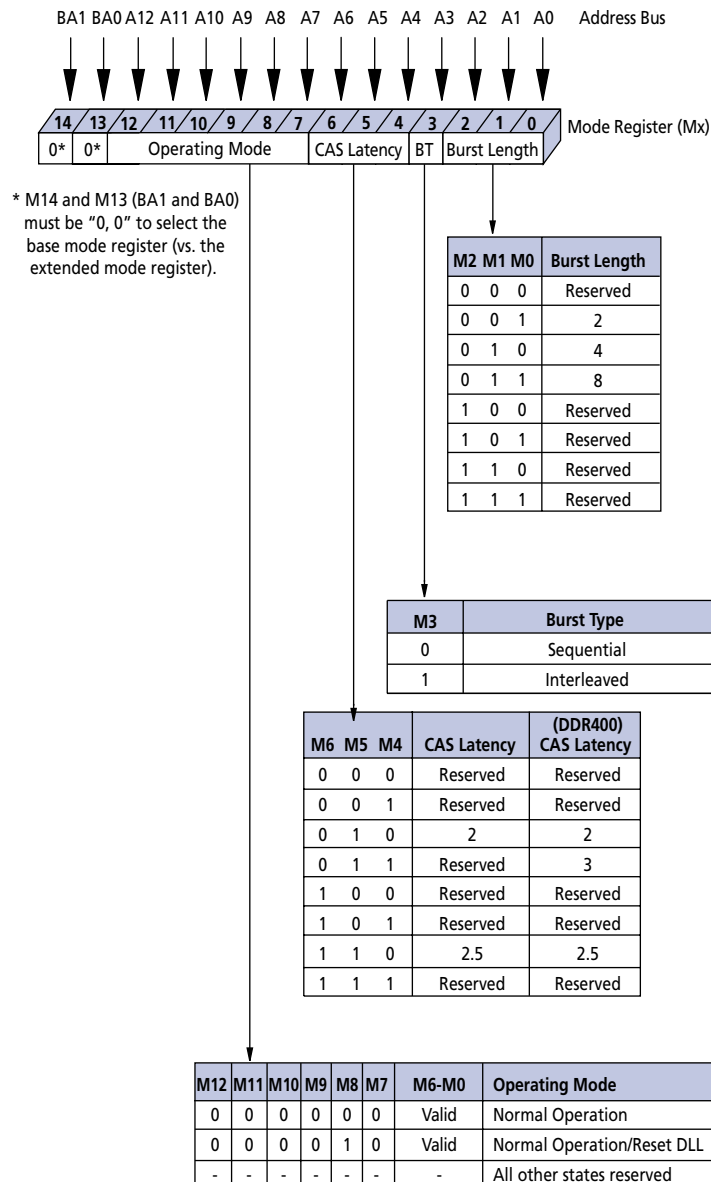 BA1 BA0 A12 A11 A10 A9 A8 A7 A6 A5 A4 A3 A2 A1 A0 Address Bus
14 13 12 11 10 9 8 7 6 5 4 3 2 1 0 Mode Register (Mx)
0* 0* Operating Mode CAS Latency BT Burst Length
* M14 and M13 (BA1 and BA0)
must be “0, 0” to select the
base mode register (vs. the
extended mode register).
M2 M1 M0 Burst Length
0 0 0 Reserved
0 0 1 2
0 1 0 4
0 1 1 8
1 0 0 Reserved
1 0 1 Reserved
1 1 0 Reserved
1 1 1 Reserved
M3 Burst Type
0 Sequential
1 Interleaved
(DDR400)
M6 M5 M4 CAS Latency CAS Latency
0 0 0 Reserved Reserved
0 0 1 Reserved Reserved
0 1 0 2 2
0 1 1 Reserved 3
1 0 0 Reserved Reserved
1 0 1 Reserved Reserved
1 1 0 2.5 2.5
1 1 1 Reserved Reserved
M12 M11 M10 M9 M8 M7 M6-M0 Operating Mode
0 0 0 0 0 0 Valid Normal Operation
0 0 0 0 1 0 Valid Normal Operation/Reset DLL
- - - - - - - All other states reserved